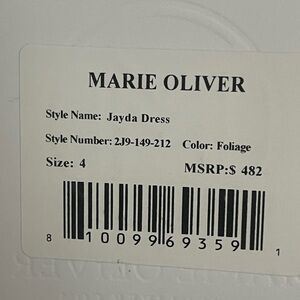 MARIE OLIVER
Style Name: Jayda Dress
Style Number: 2J9-149-212 Color: Foliage
Size: 4 MSRP:$ 482
8 10099 69359 1